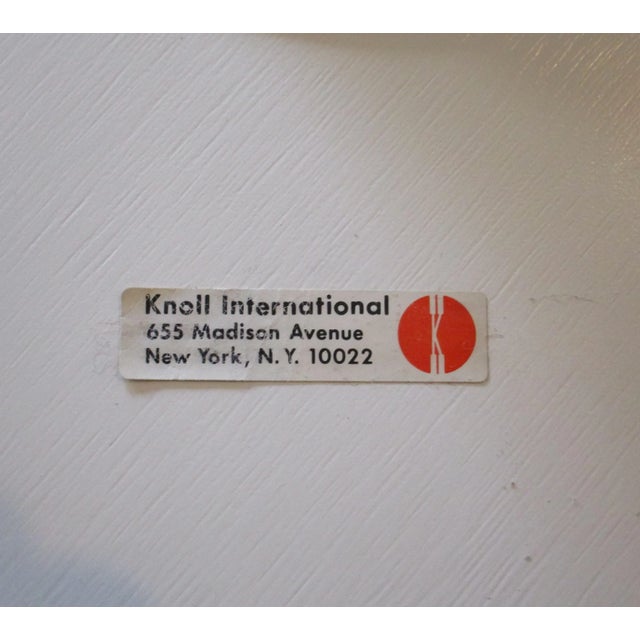 Knoll International
655 Madison Avenue
New York, N.Y. 10022
K